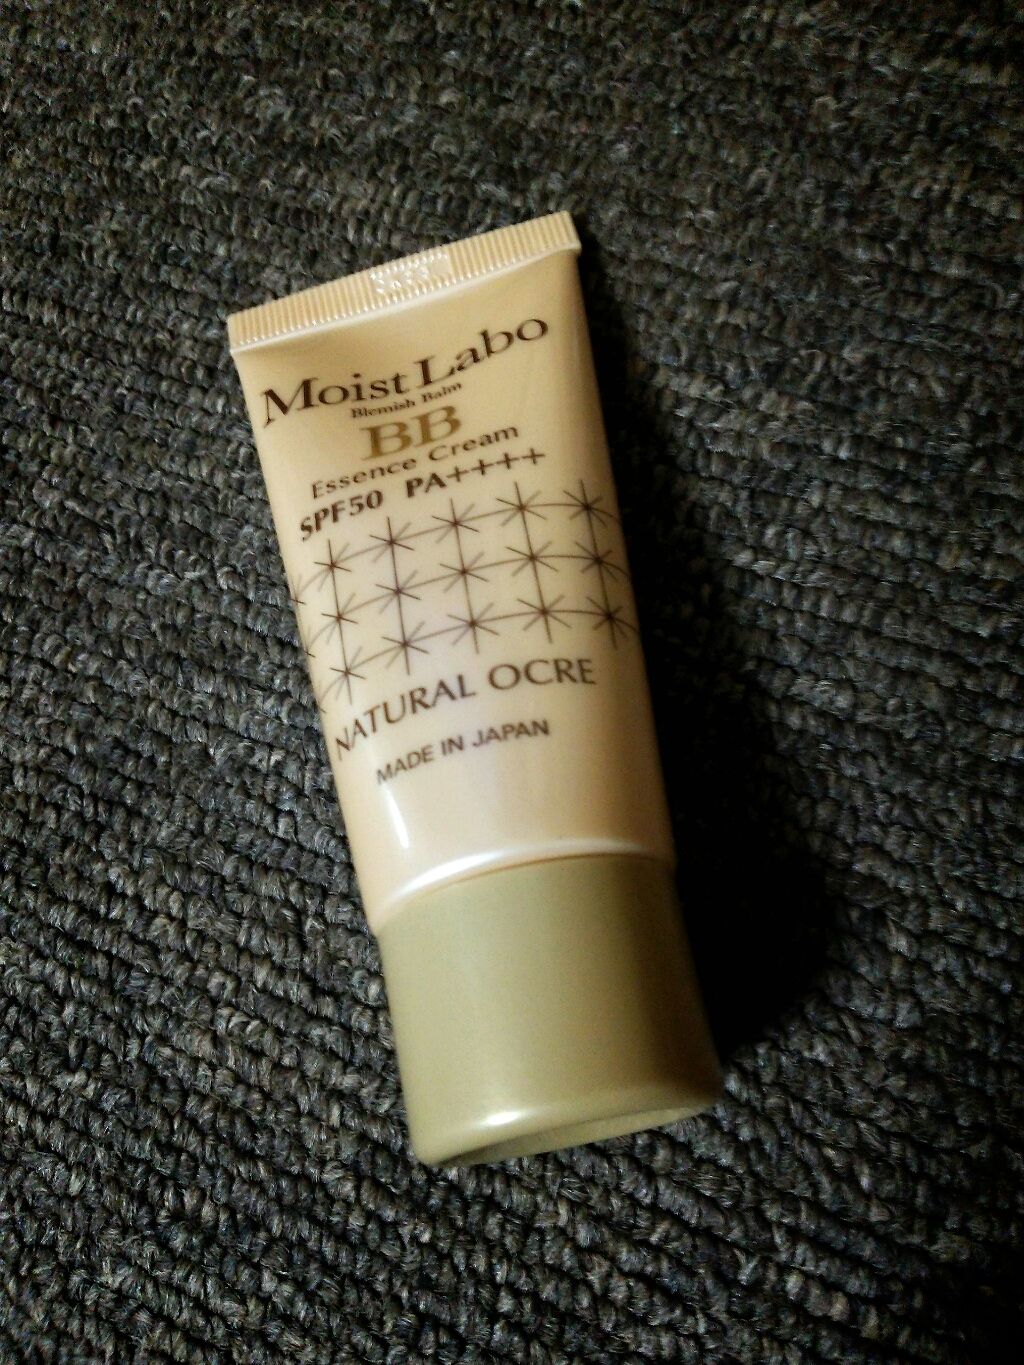 Moist Labo
Blemish Balm
BB
Essence Cream
SPF50 PA++++
NATURAL OCRE
MADE IN JAPAN